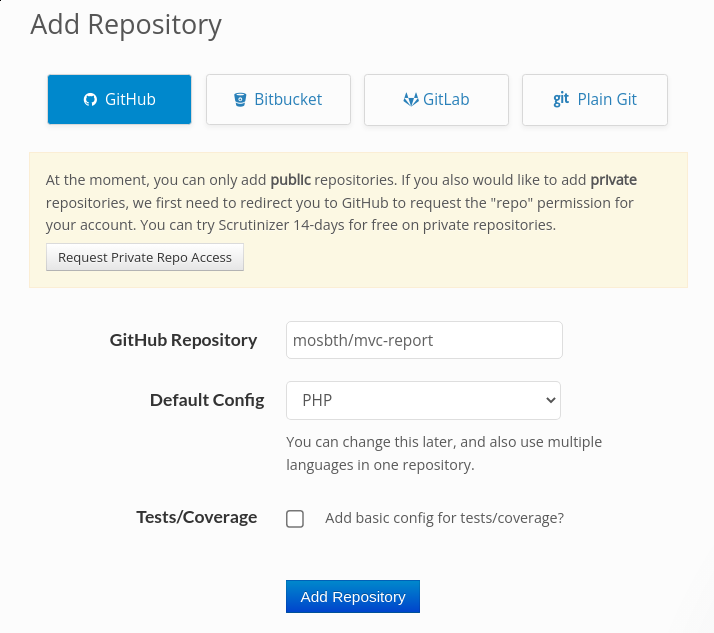 Add Repository
GitHub
Bitbucket
GitLab
git Plain Git
At the moment, you can only add public repositories. If you also would like to add private
repositories, we first need to redirect you to GitHub to request the "repo" permission for
your account. You can try Scrutinizer 14-days for free on private repositories.
Request Private Repo Access
GitHub Repository
mosbth/mvc-report
Default Config
PHP
You can change this later, and also use multiple
languages in one repository.
Tests/Coverage
Add basic config for tests/coverage?
Add Repository